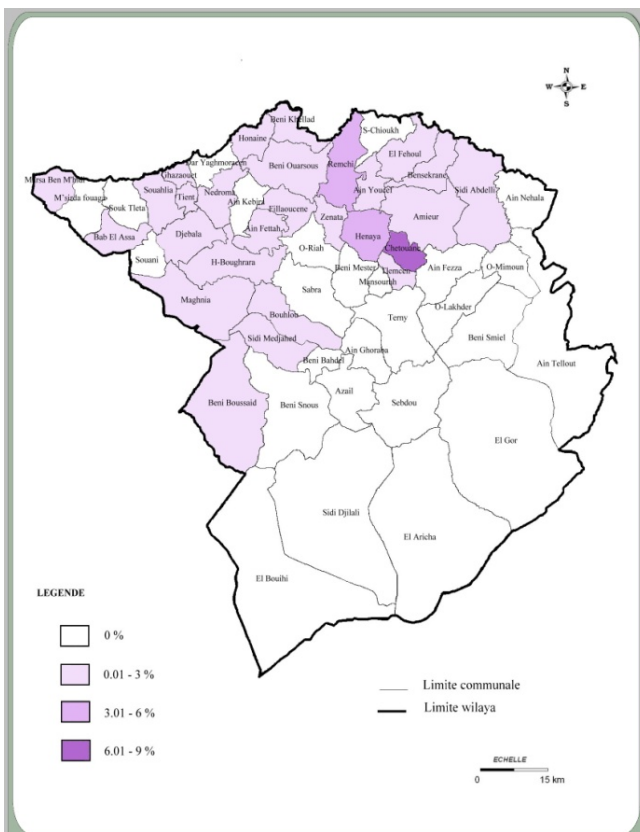 N
W E
S
Beni Khellad
S-Chioukh
Honaine
El Fehoul
Dar Yaghmoracen
Beni Ouarsous
Remchi
Bensekrane
Marsa Ben M'hidi
Ghazaouet
Ain Youcef
Sidi Abdelli
M'sirda fouaga
Souahlia
Tient
Nedroma
Ain Kebira
Ain Nehala
Souk Tleta
Fillaoucene
Zenata
Amieur
Bab El Assa
Djebala
Ain Fettah
Henaya
Chetouane
Souani
O-Riah
H-Boughrara
Beni Mester
Tlemcen
Ain Fezza
O-Mimoun
Sabra
Mansourah
Maghnia
Bouhlou
Terny
O-Lakhder
Sidi Medjahed
Beni Smiel
Beni Bahdel
Ain Ghoraba
Ain Tellout
Beni Boussaid
Beni Snous
Azail
Sebdou
El Gor
Sidi Djilali
El Aricha
El Bouihi
LEGENDE
0 %
0.01 - 3 %
3.01 - 6 %
6.01 - 9 %
Limite communale
Limite wilaya
ECHELLE
0 15 km